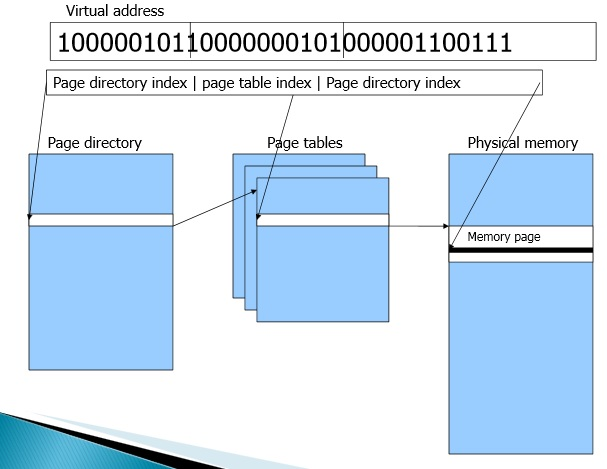 Virtual address
10000010110000000101000001100111
Page directory index | page table index | Page directory index
Page directory
Page tables
Physical memory
Memory page